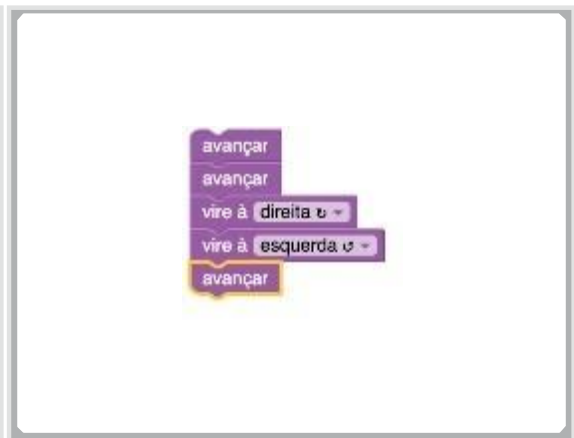 avançar
avançar
vire à direita ↻
vire à esquerda ↺
avançar